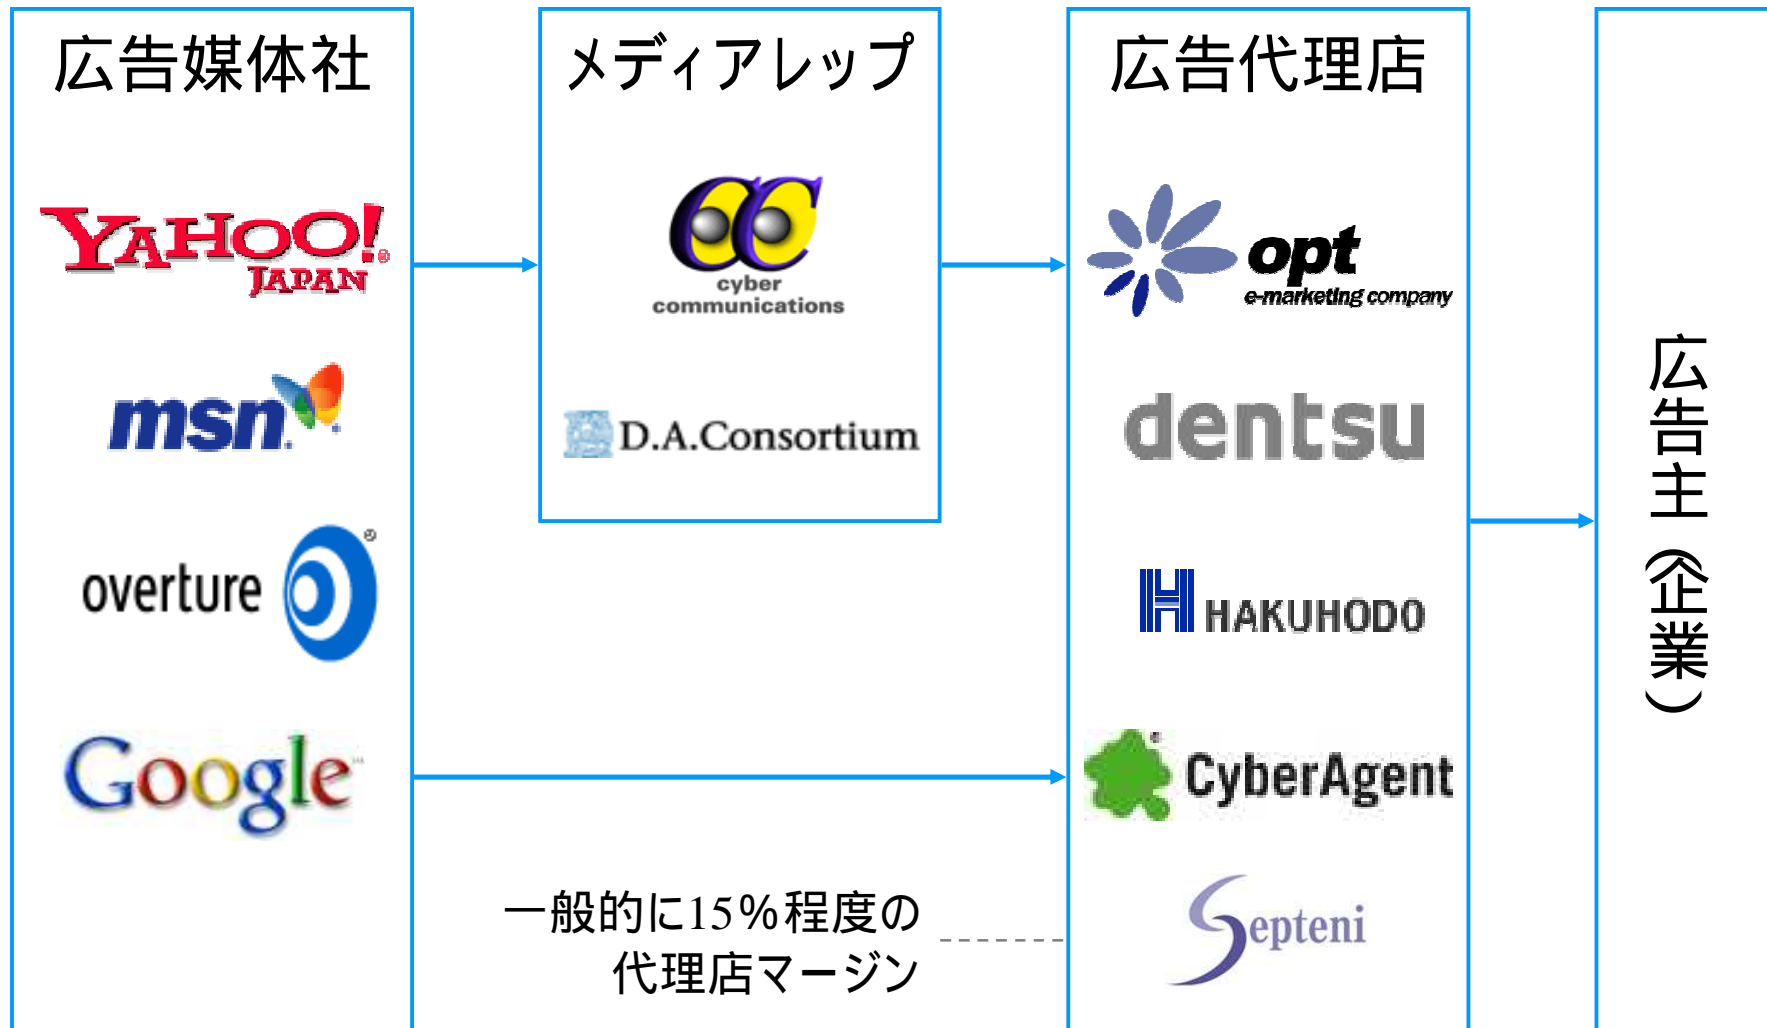 広告媒体社
YAHOO!
JAPAN
msn
overture
Google
メディアレップ
cc
cyber
communications
D.A.Consortium
一般的に15%程度の
代理店マージン
広告代理店
opt
e-marketing company
dentsu
HAKUHODO
CyberAgent
Septeni
広告主(企業)